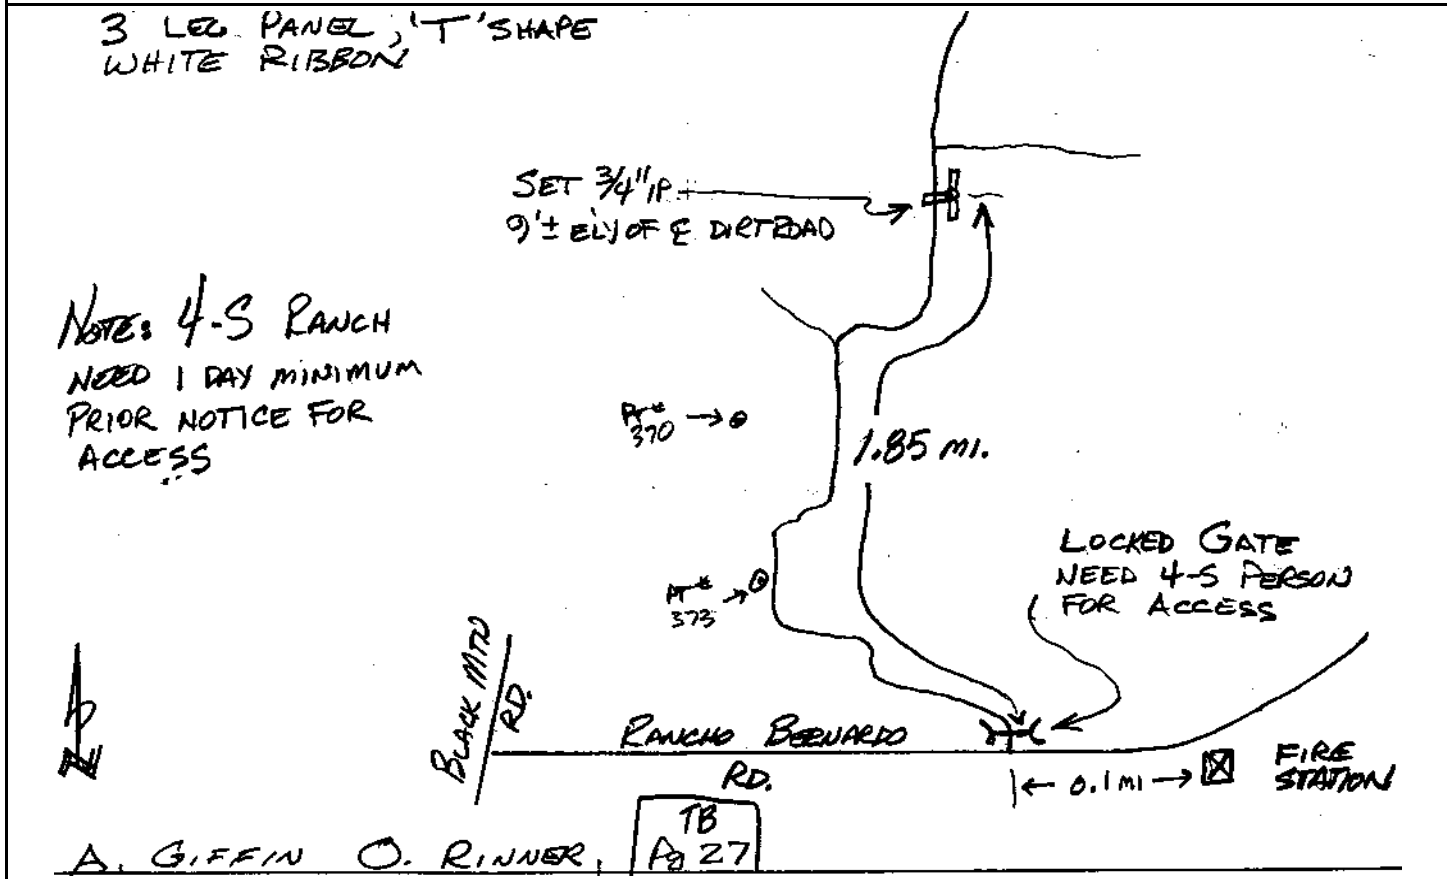 3 LEG PANEL, 'T' SHAPE
WHITE RIBBON
SET 3/4" IP
9'± ELY OF ℄ DIRT ROAD
NOTE: 4-S RANCH
NEED 1 DAY MINIMUM
PRIOR NOTICE FOR
ACCESS
PT #
370
1.85 MI.
LOCKED GATE
NEED 4-S PERSON
FOR ACCESS
PT #
373
BLACK MTN
RD.
RANCHO BERNARDO
RD.
0.1 MI
FIRE
STATION
N
TB
Pg 27
A. GIFFIN O. RINNER,